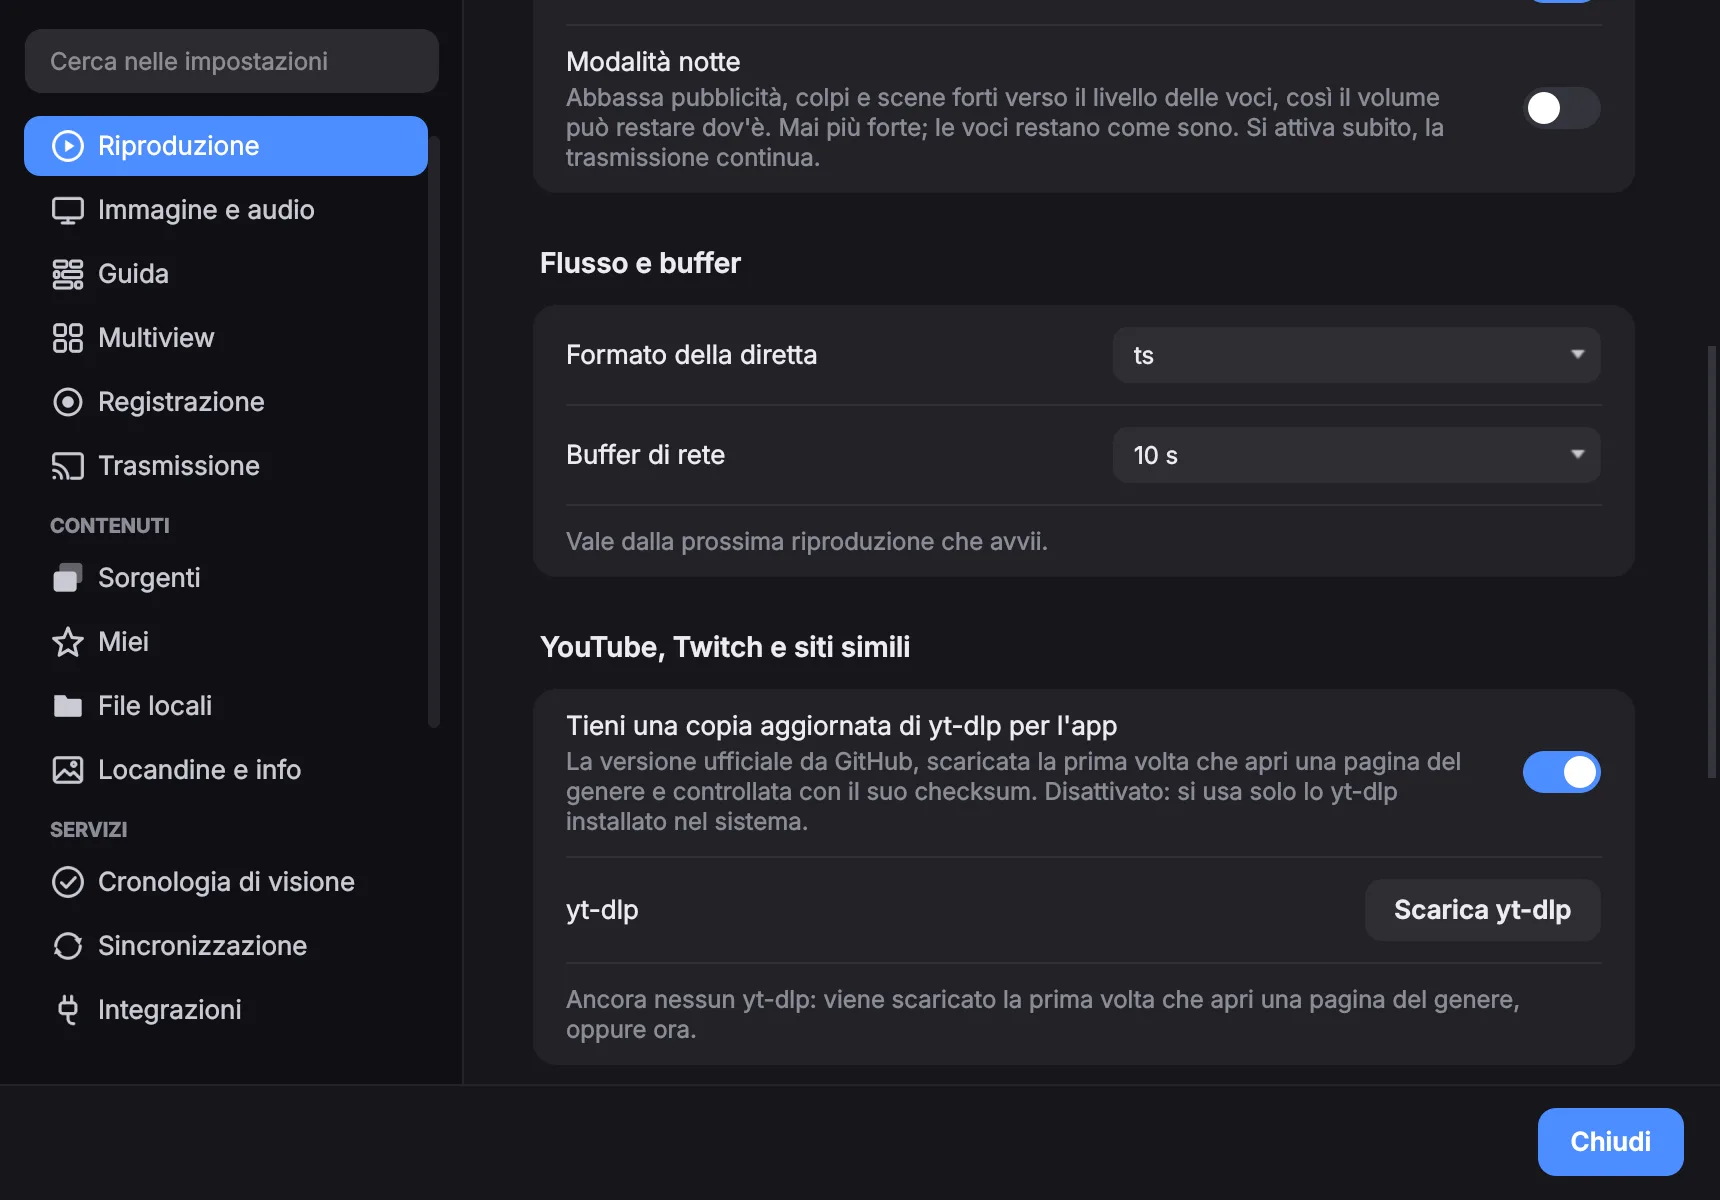 Cerca nelle impostazioni
Riproduzione
Immagine e audio
Guida
Multiview
Registrazione
Trasmissione
CONTENUTI
Sorgenti
Miei
File locali
Locandine e info
SERVIZI
Cronologia di visione
Sincronizzazione
Integrazioni
Modalità notte
Abbassa pubblicità, colpi e scene forti verso il livello delle voci, così il volume
può restare dov'è. Mai più forte; le voci restano come sono. Si attiva subito, la
trasmissione continua.
Flusso e buffer
Formato della diretta
ts
Buffer di rete
10 s
Vale dalla prossima riproduzione che avvii.
YouTube, Twitch e siti simili
Tieni una copia aggiornata di yt-dlp per l'app
La versione ufficiale da GitHub, scaricata la prima volta che apri una pagina del
genere e controllata con il suo checksum. Disattivato: si usa solo lo yt-dlp
installato nel sistema.
yt-dlp
Scarica yt-dlp
Ancora nessun yt-dlp: viene scaricato la prima volta che apri una pagina del genere,
oppure ora.
Chiudi